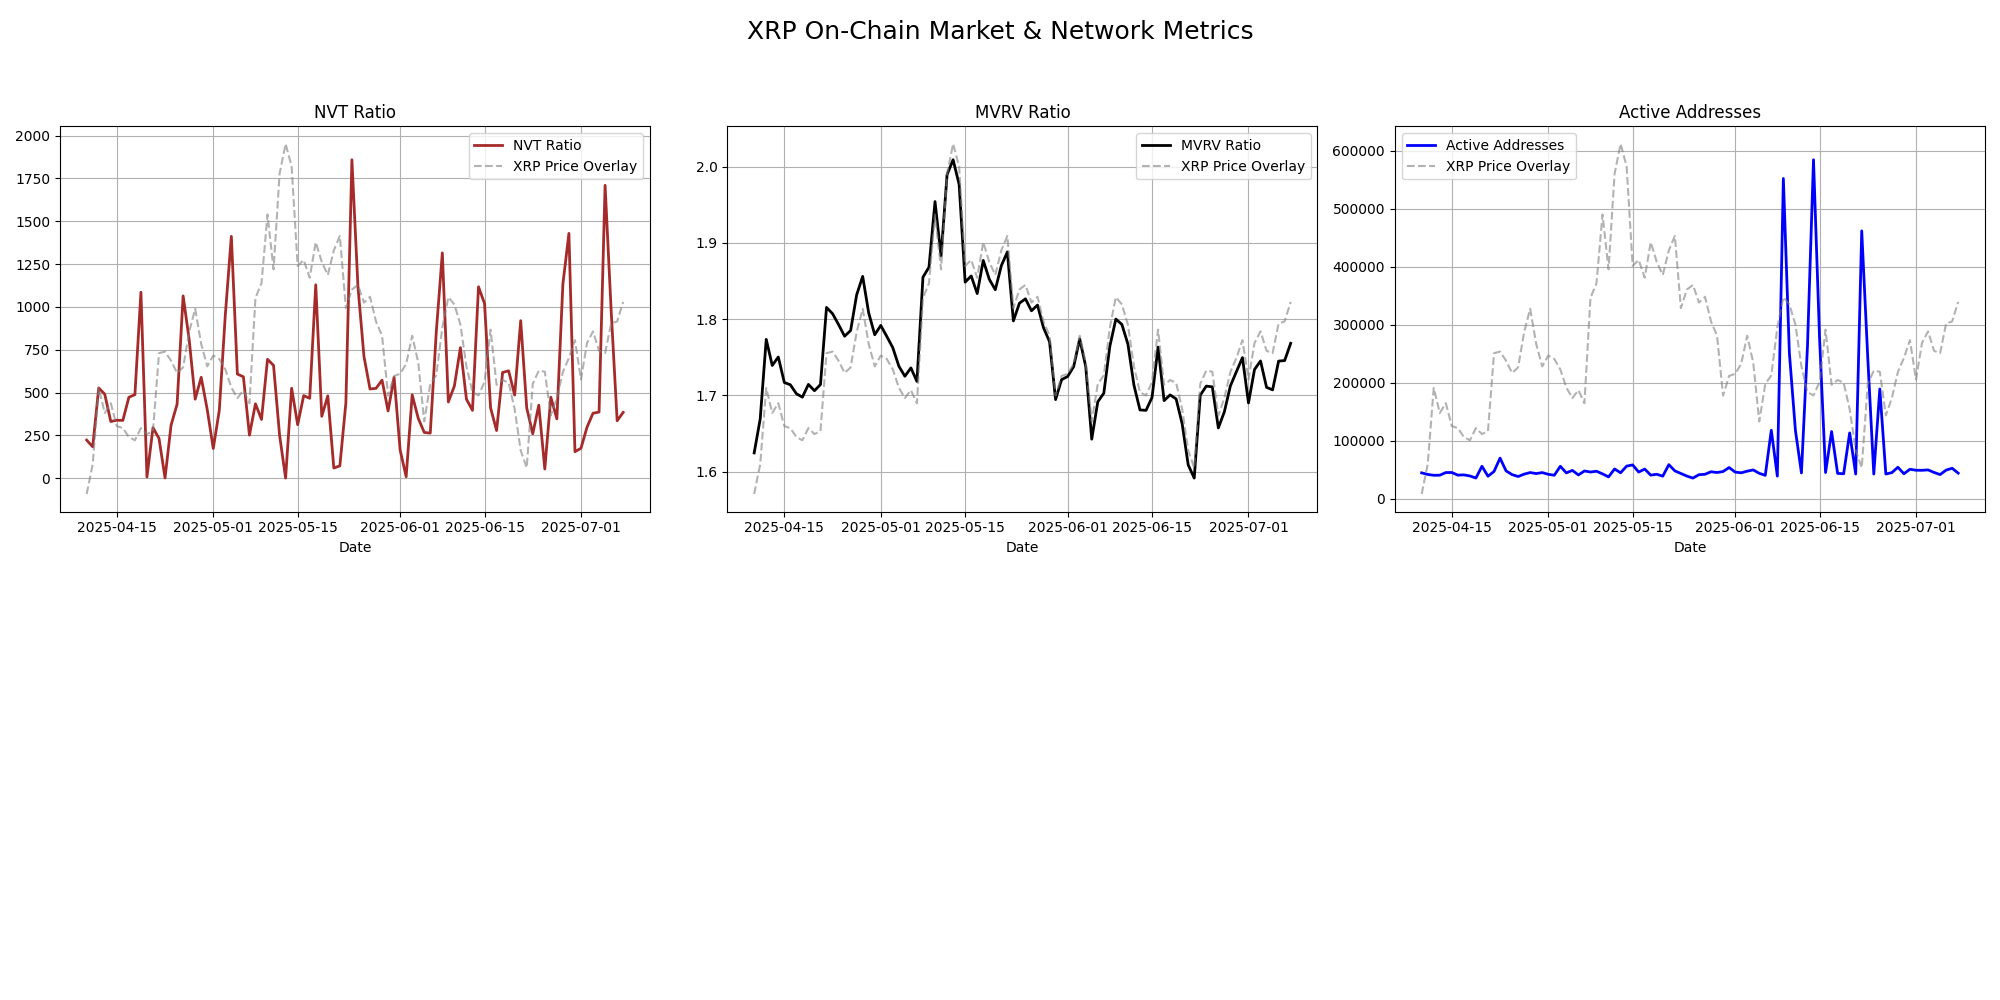 XRP On-Chain Market & Network Metrics
NVT Ratio
NVT Ratio
XRP Price Overlay
2000
1750
1500
1250
1000
750
500
250
0
2025-04-15 2025-05-01 2025-05-15 2025-06-01 2025-06-15 2025-07-01
Date
MVRV Ratio
MVRV Ratio
XRP Price Overlay
2.0
1.9
1.8
1.7
1.6
2025-04-15 2025-05-01 2025-05-15 2025-06-01 2025-06-15 2025-07-01
Date
Active Addresses
Active Addresses
XRP Price Overlay
600000
500000
400000
300000
200000
100000
0
2025-04-15 2025-05-01 2025-05-15 2025-06-01 2025-06-15 2025-07-01
Date